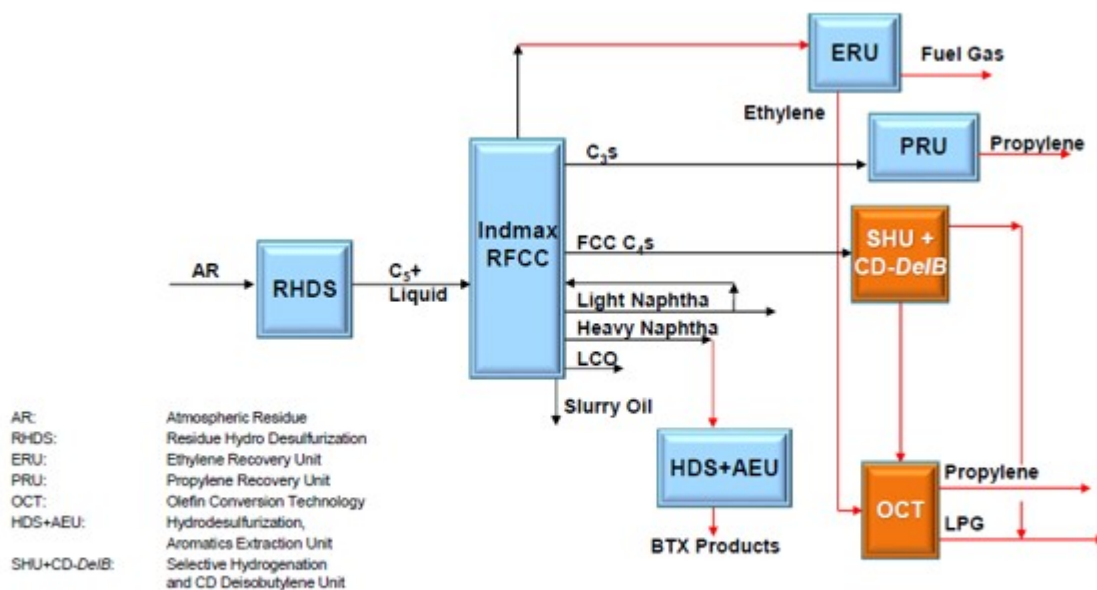 ERU
Fuel Gas
Ethylene
PRU
Propylene
C₃s
Indmax
RFCC
FCC C₄s
SHU +
CD-DeIB
AR
RHDS
C₅+
Liquid
Light Naphtha
Heavy Naphtha
LCO
Slurry Oil
HDS+AEU
BTX Products
OCT
Propylene
LPG
AR: Atmospheric Residue
RHDS: Residue Hydro Desulfurization
ERU: Ethylene Recovery Unit
PRU: Propylene Recovery Unit
OCT: Olefin Conversion Technology
HDS+AEU: Hydrodesulfurization,
Aromatics Extraction Unit
SHU+CD-DeIB: Selective Hydrogenation
and CD Deisobutylene Unit